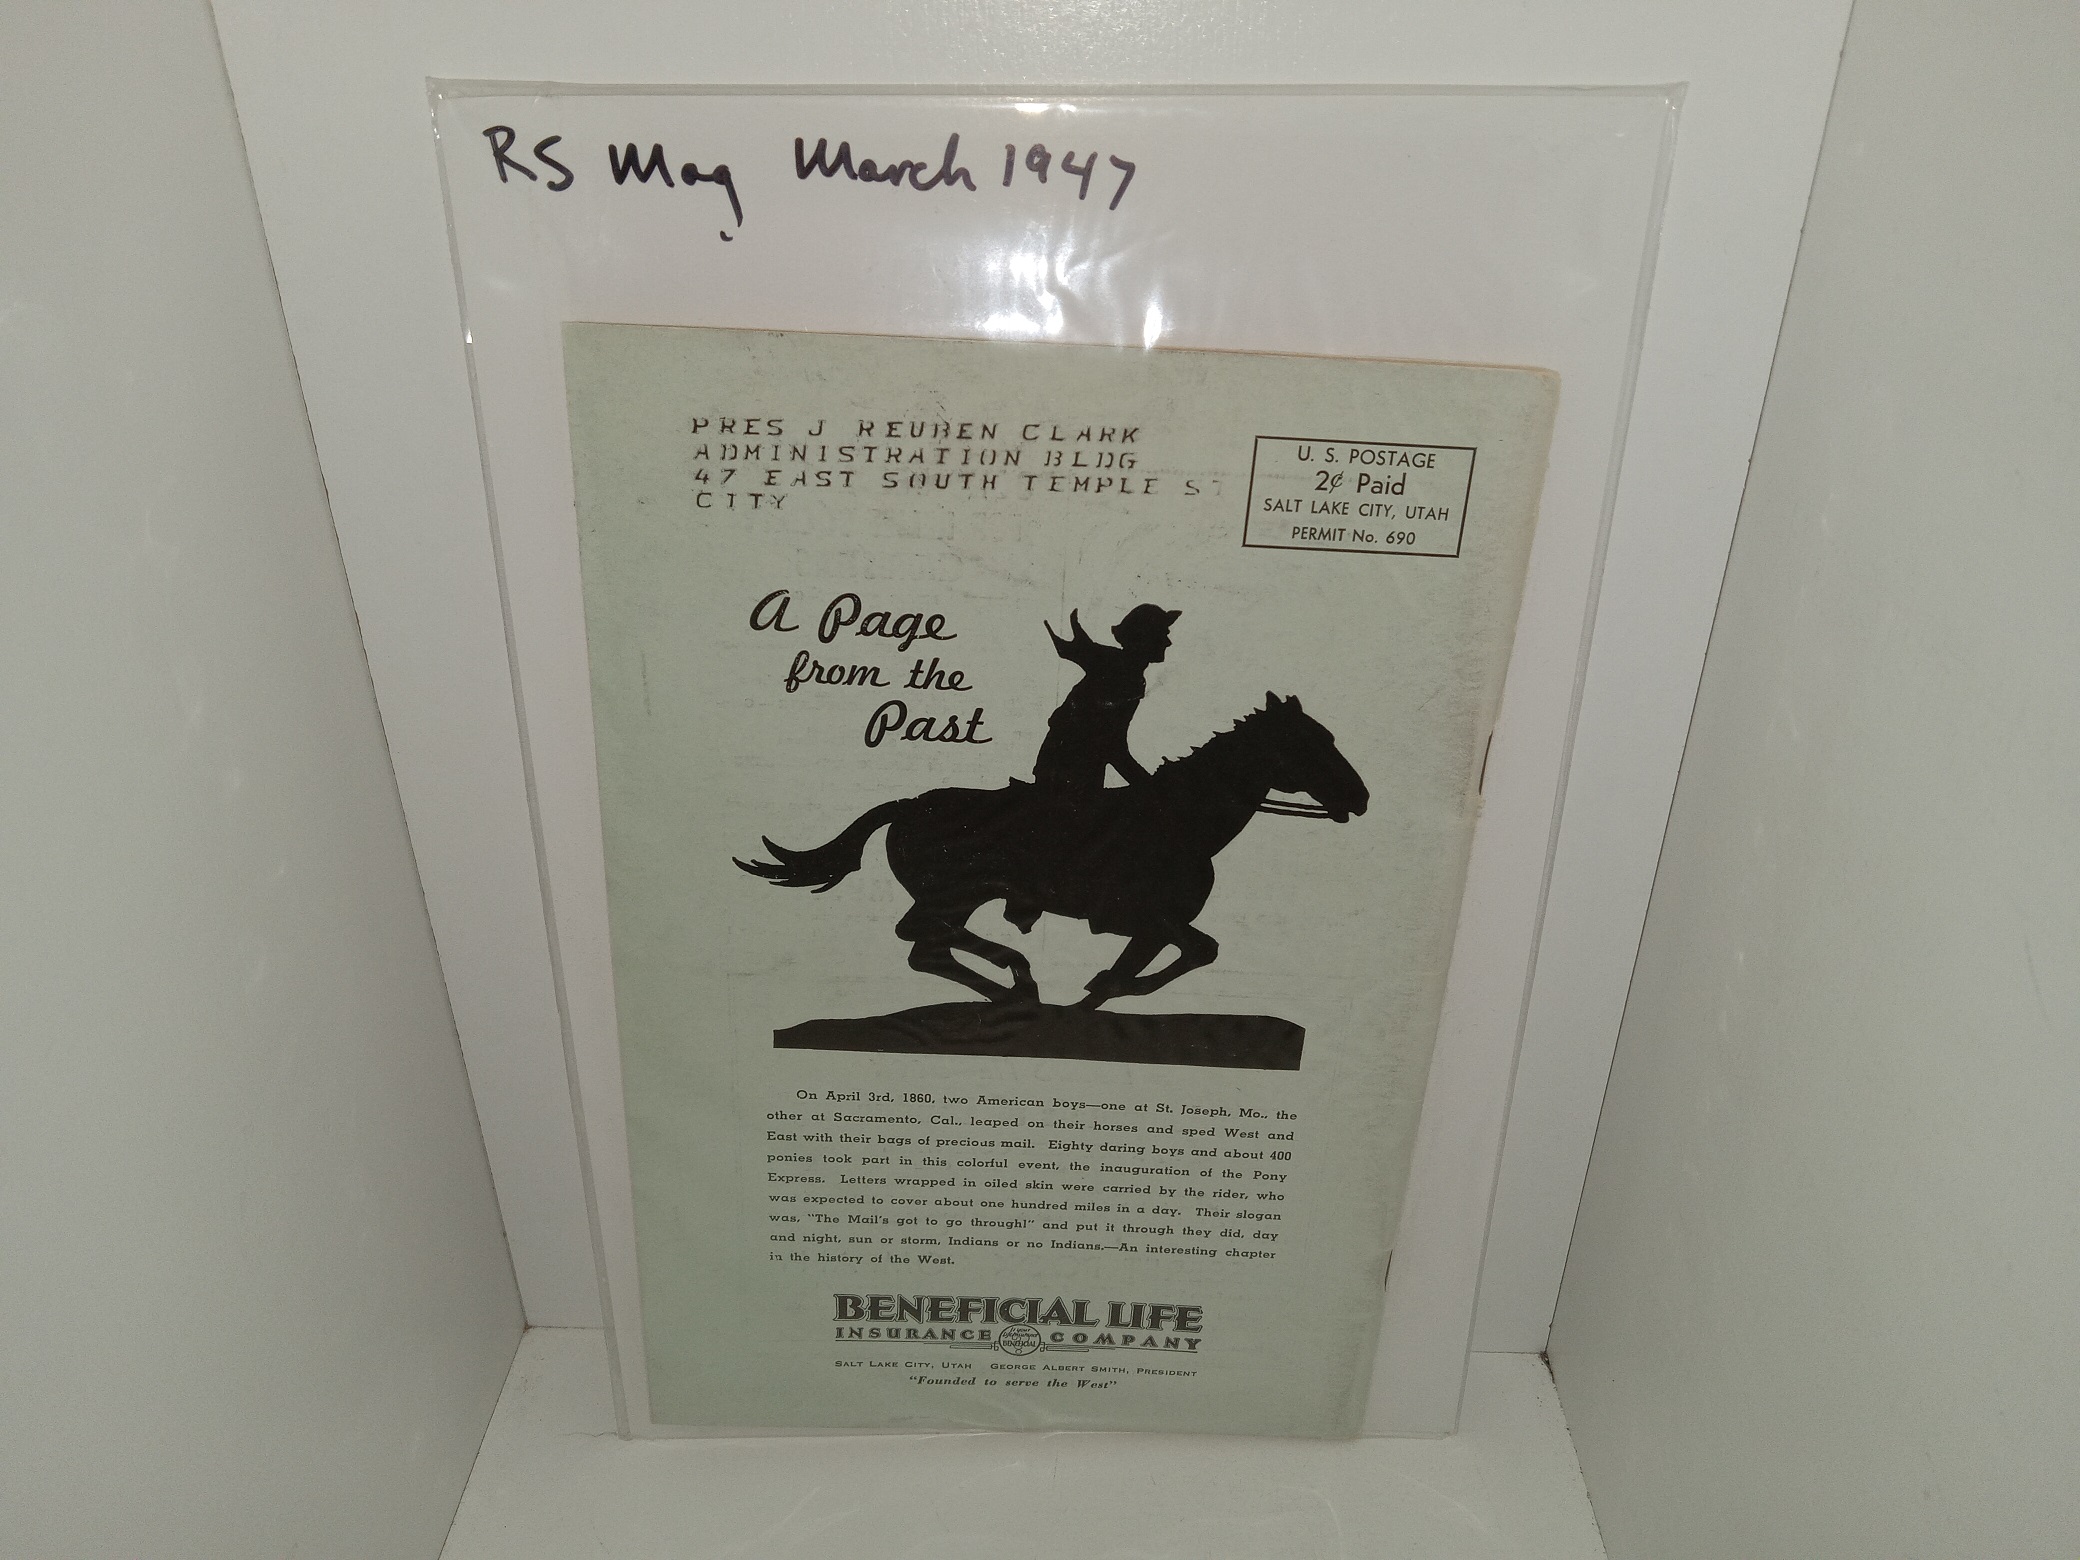 RS Mag March 1947
PRES J REUBEN CLARK
ADMINISTRATION BLDG
47 EAST SOUTH TEMPLE ST
CITY
U. S. POSTAGE
2¢ Paid
SALT LAKE CITY, UTAH
PERMIT No. 690
A Page
from the
Past
On April 3rd, 1860, two American boys—one at St. Joseph, Mo., the
other at Sacramento, Cal., leaped on their horses and sped West and
East with their bags of precious mail. Eighty daring boys and about 400
ponies took part in this colorful event, the inauguration of the Pony
Express. Letters wrapped in oiled skin were carried by the rider, who
was expected to cover about one hundred miles in a day. Their slogan
was, "The Mail's got to go through!" and put it through they did, day
and night, sun or storm, Indians or no Indians.—An interesting chapter
in the history of the West.
BENEFICIAL LIFE
INSURANCE COMPANY
BENEFICIAL
SALT LAKE CITY, UTAH GEORGE ALBERT SMITH, PRESIDENT
"Founded to serve the West"